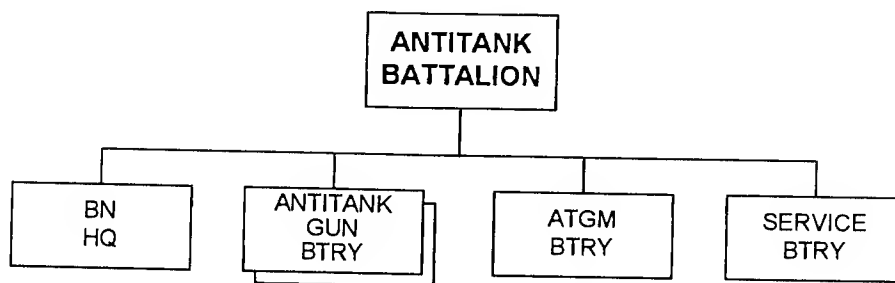 ANTITANK
BATTALION
BN
HQ
ANTITANK
GUN
BTRY
ATGM
BTRY
SERVICE
BTRY